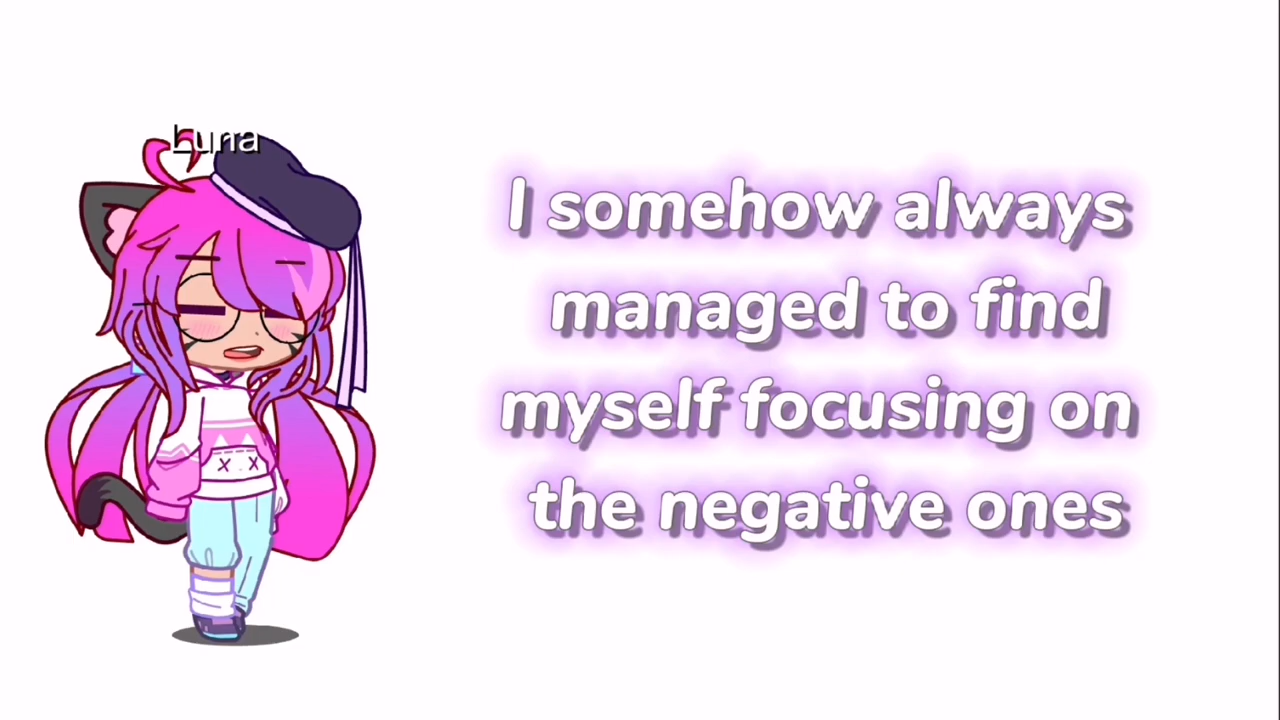 Luna
I somehow always
managed to find
myself focusing on
the negative ones